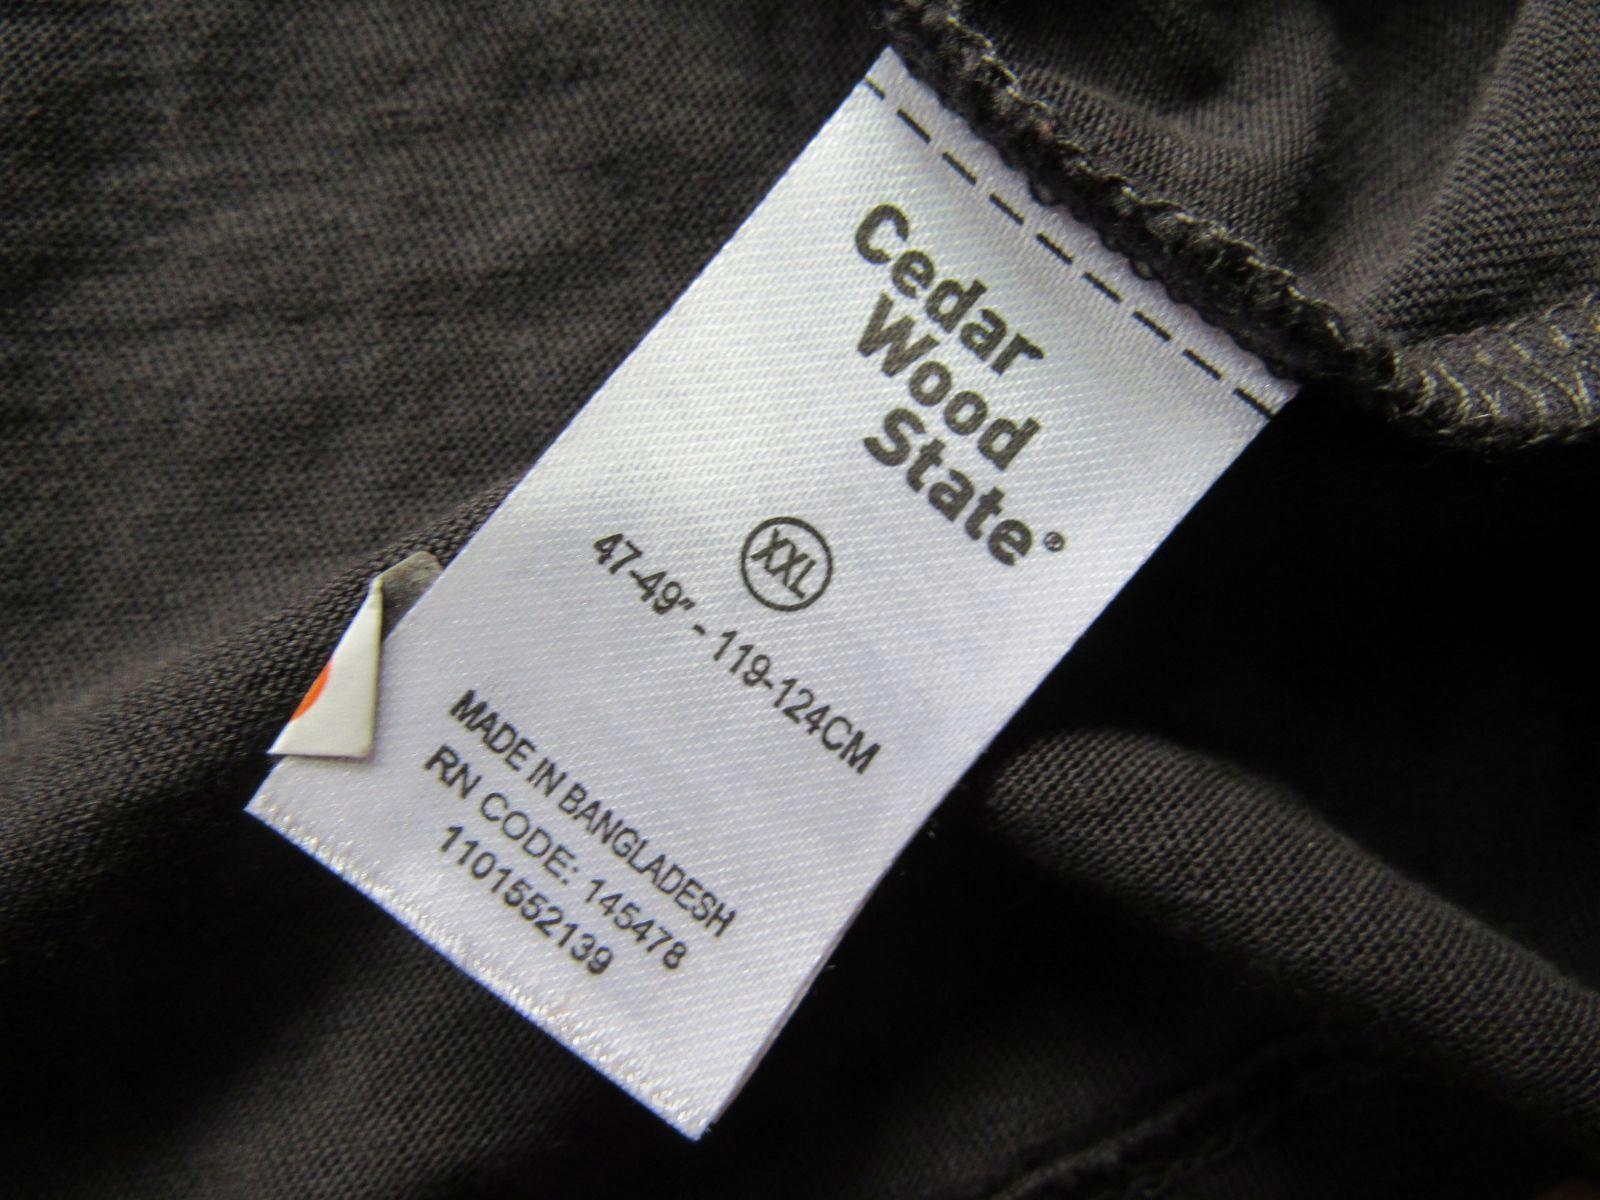 Cedar
Wood
State®
XXL
47-49" - 119-124CM
MADE IN BANGLADESH
RN CODE: 145478
1101552139